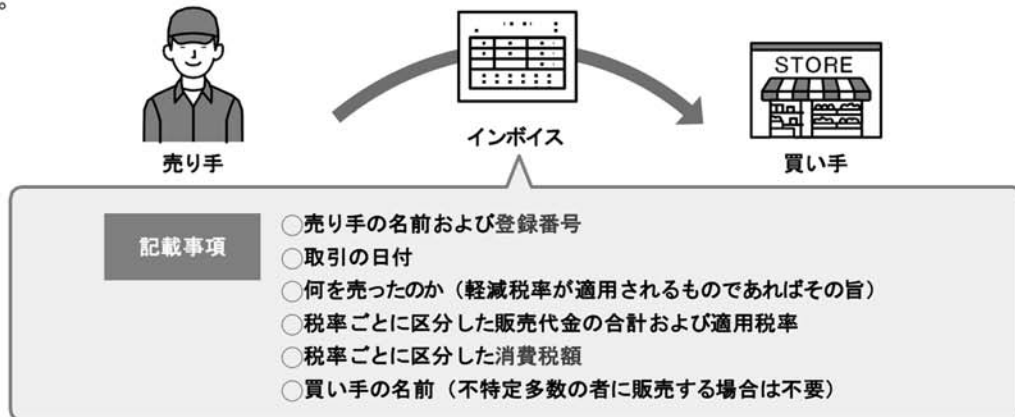 。
STORE
インボイス
売り手
買い手
記載事項
○売り手の名前および登録番号
○取引の日付
○何を売ったのか（軽減税率が適用されるものであればその旨）
○税率ごとに区分した販売代金の合計および適用税率
○税率ごとに区分した消費税額
○買い手の名前（不特定多数の者に販売する場合は不要）